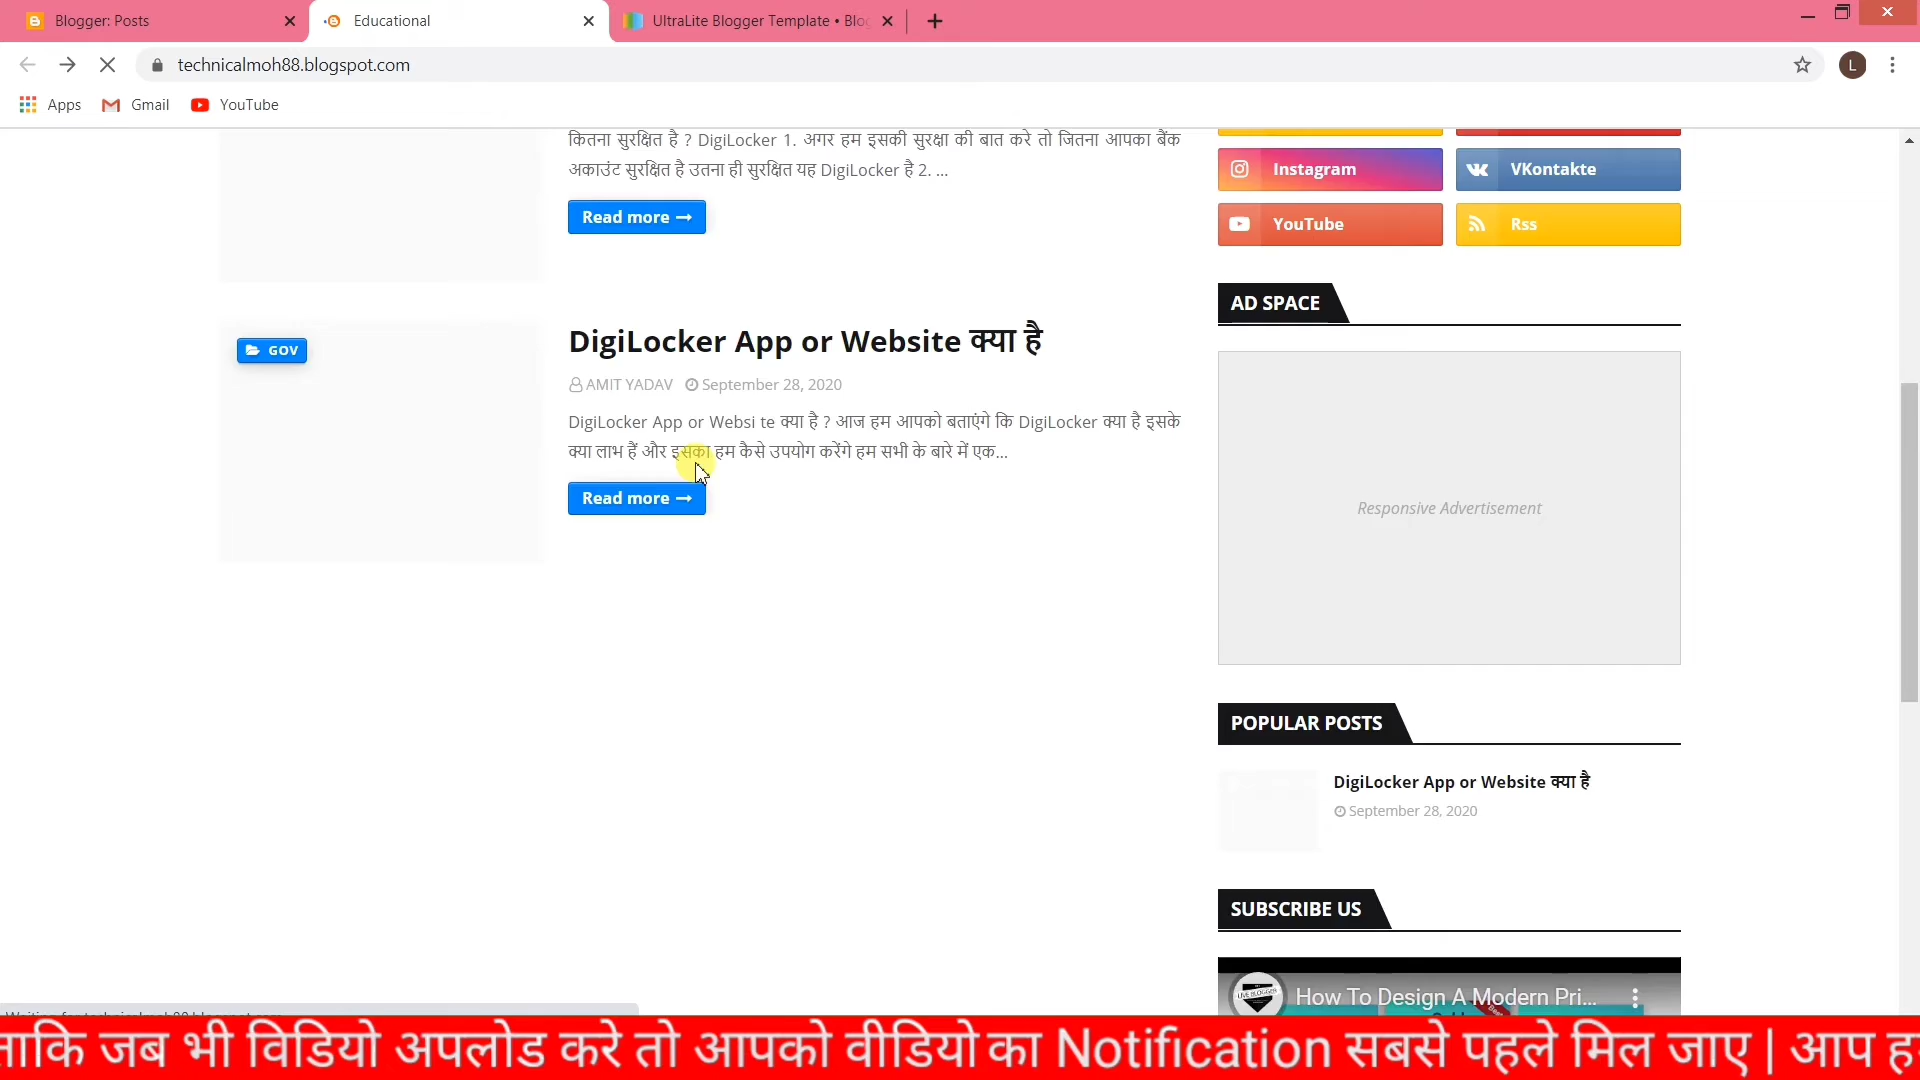 Blogger: Posts
Educational
UltraLite Blogger Template • Blo
technicalmoh88.blogspot.com
L
Apps
Gmail
YouTube
कितना सुरक्षित है ? DigiLocker 1. अगर हम इसकी सुरक्षा की बात करे तो जितना आपका बैंक
अकाउंट सुरक्षित है उतना ही सुरक्षित यह DigiLocker है 2. ...
Read more
GOV
DigiLocker App or Website क्या है
AMIT YADAV September 28, 2020
DigiLocker App or Websi te क्या है ? आज हम आपको बताएंगे कि DigiLocker क्या है इसके
क्या लाभ हैं और इसका हम कैसे उपयोग करेंगे हम सभी के बारे में एक...
Read more
Instagram
VKontakte
YouTube
Rss
AD SPACE
Responsive Advertisement
POPULAR POSTS
DigiLocker App or Website क्या है
September 28, 2020
SUBSCRIBE US
LIVE BLOGGER
How To Design A Modern Pri...
ताकि जब भी विडियो अपलोड करे तो आपको वीडियो का Notification सबसे पहले मिल जाए | आप